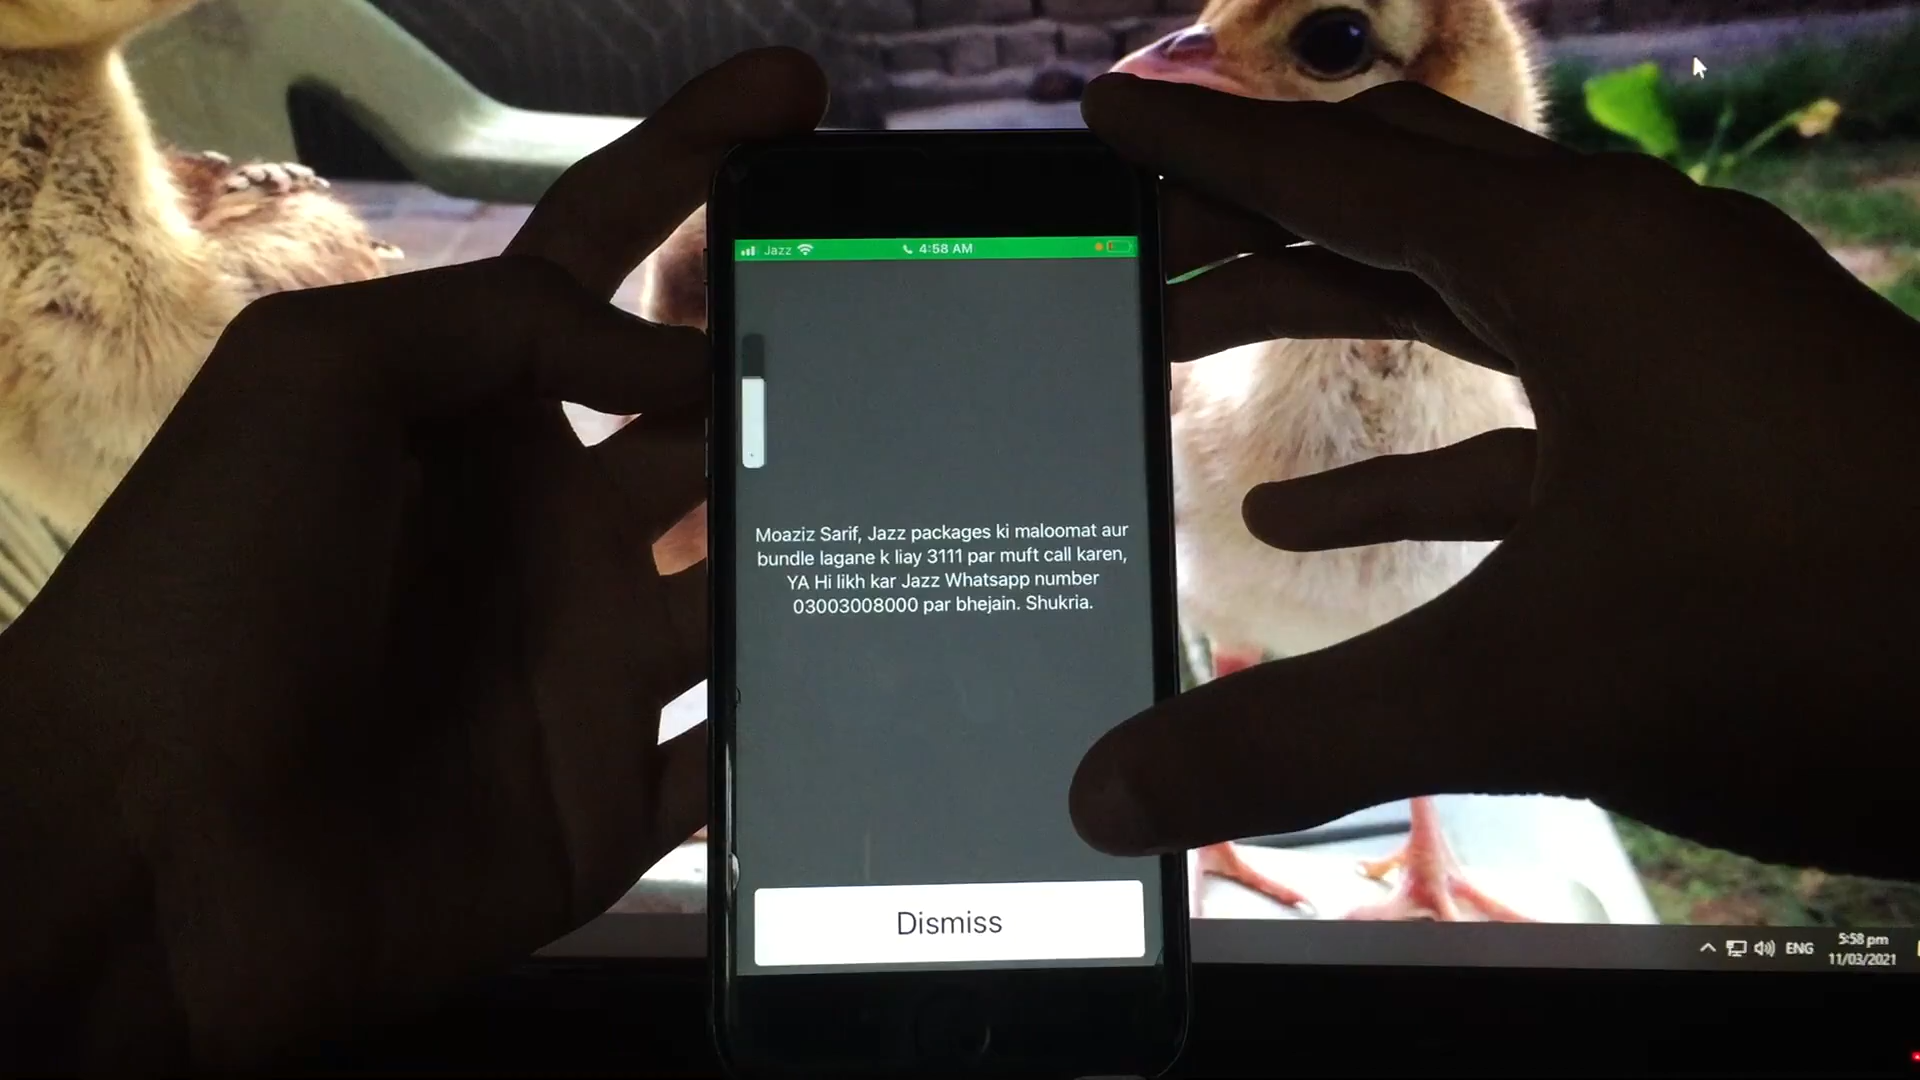 Jazz 4:58 AM
Moaziz Sarif, Jazz packages ki maloomat aur
bundle lagane k liay 3111 par muft call karen,
YA Hi likh kar Jazz Whatsapp number
03003008000 par bhejain. Shukria.
Dismiss
ENG
5:58 pm
11/03/2021